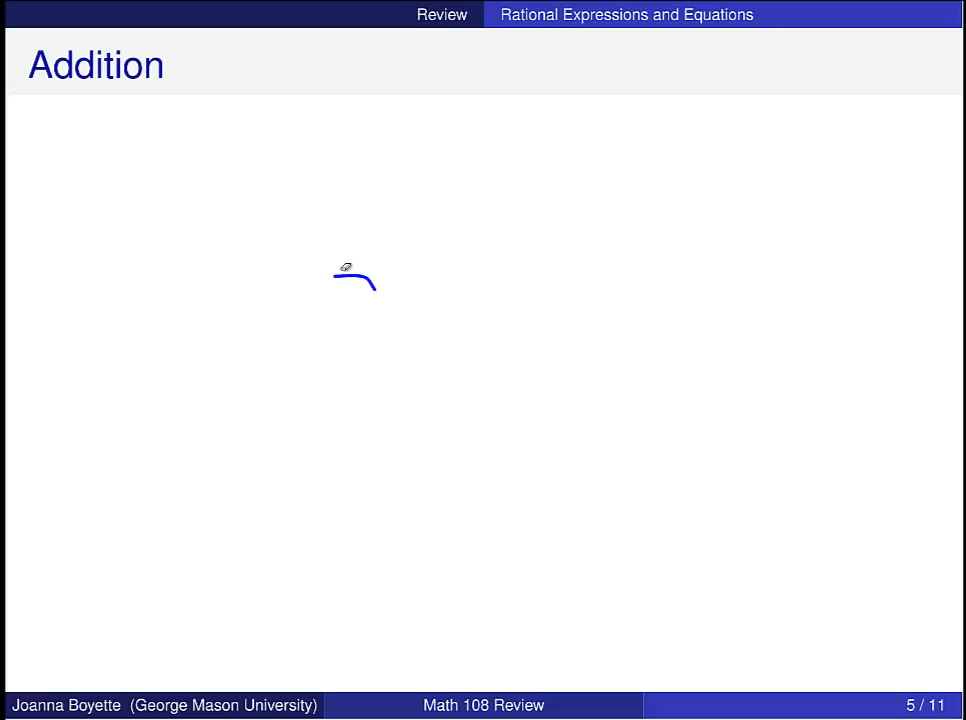 Review Rational Expressions and Equations
Addition
Joanna Boyette (George Mason University) Math 108 Review 5 / 11